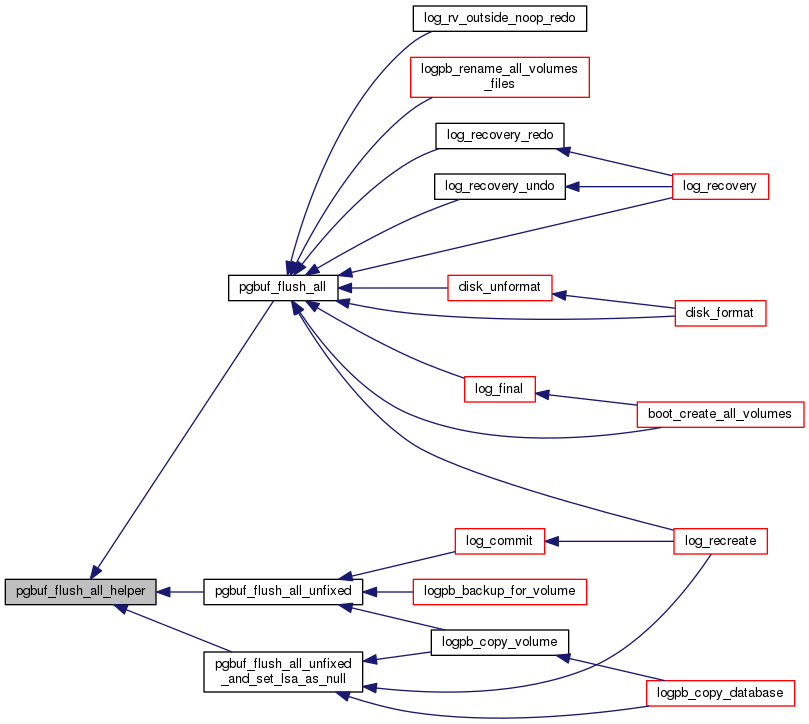 log_rv_outside_noop_redo
logpb_rename_all_volumes
_files
log_recovery_redo
log_recovery_undo
log_recovery
pgbuf_flush_all
disk_unformat
disk_format
log_final
boot_create_all_volumes
log_commit
log_recreate
pgbuf_flush_all_helper
pgbuf_flush_all_unfixed
logpb_backup_for_volume
logpb_copy_volume
pgbuf_flush_all_unfixed
_and_set_lsa_as_null
logpb_copy_database